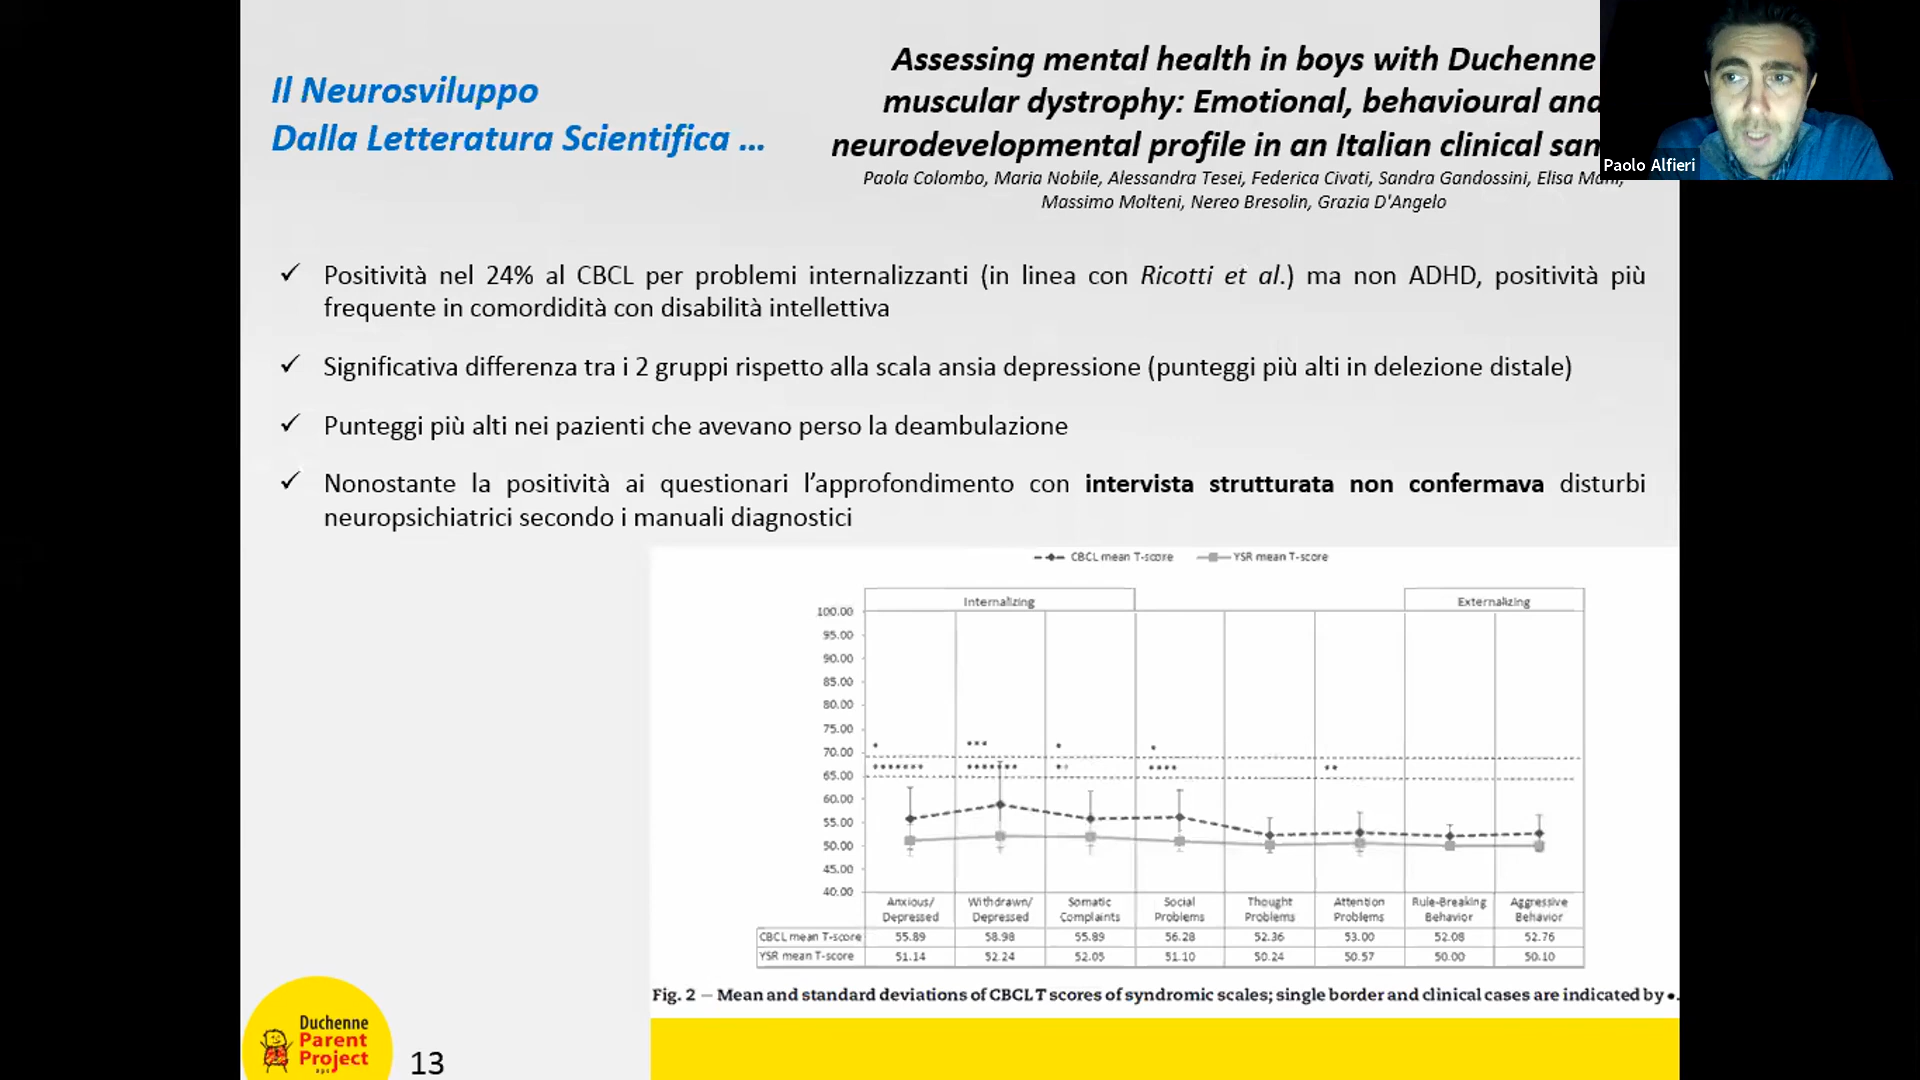 Il Neurosviluppo
Dalla Letteratura Scientifica ...
Assessing mental health in boys with Duchenne
muscular dystrophy: Emotional, behavioural and
neurodevelopmental profile in an Italian clinical
Paola Colombo, Maria Nobile, Alessandra Tesei, Federica Civati, Sandra Gandossini, Elisa Mani,
Massimo Molteni, Nereo Bresolin, Grazia D'Angelo
Paolo Alfieri
✓ Positività nel 24% al CBCL per problemi internalizzanti (in linea con Ricotti et al.) ma non ADHD, positività più
frequente in comordidità con disabilità intellettiva
✓ Significativa differenza tra i 2 gruppi rispetto alla scala ansia depressione (punteggi più alti in delezione distale)
✓ Punteggi più alti nei pazienti che avevano perso la deambulazione
✓ Nonostante la positività ai questionari l'approfondimento con intervista strutturata non confermava disturbi
neuropsichiatrici secondo i manuali diagnostici
CBCL mean T-score YSR mean T-score
Internalizing Externalizing
100.00
95.00
90.00
85.00
80.00
75.00
70.00
65.00
60.00
55.00
50.00
45.00
40.00
Anxious/ Withdrawn/ Somatic Social Thought Attention Rule-Breaking Aggressive
Depressed Depressed Complaints Problems Problems Problems Behavior Behavior
CBCL mean T-score 55.89 58.98 55.89 56.28 52.36 53.00 52.08 52.76
YSR mean T-score 51.14 52.24 52.05 51.10 50.24 50.57 50.00 50.10
Fig. 2 – Mean and standard deviations of CBCL T scores of syndromic scales; single border and clinical cases are indicated by •.
Duchenne
Parent
Project
13